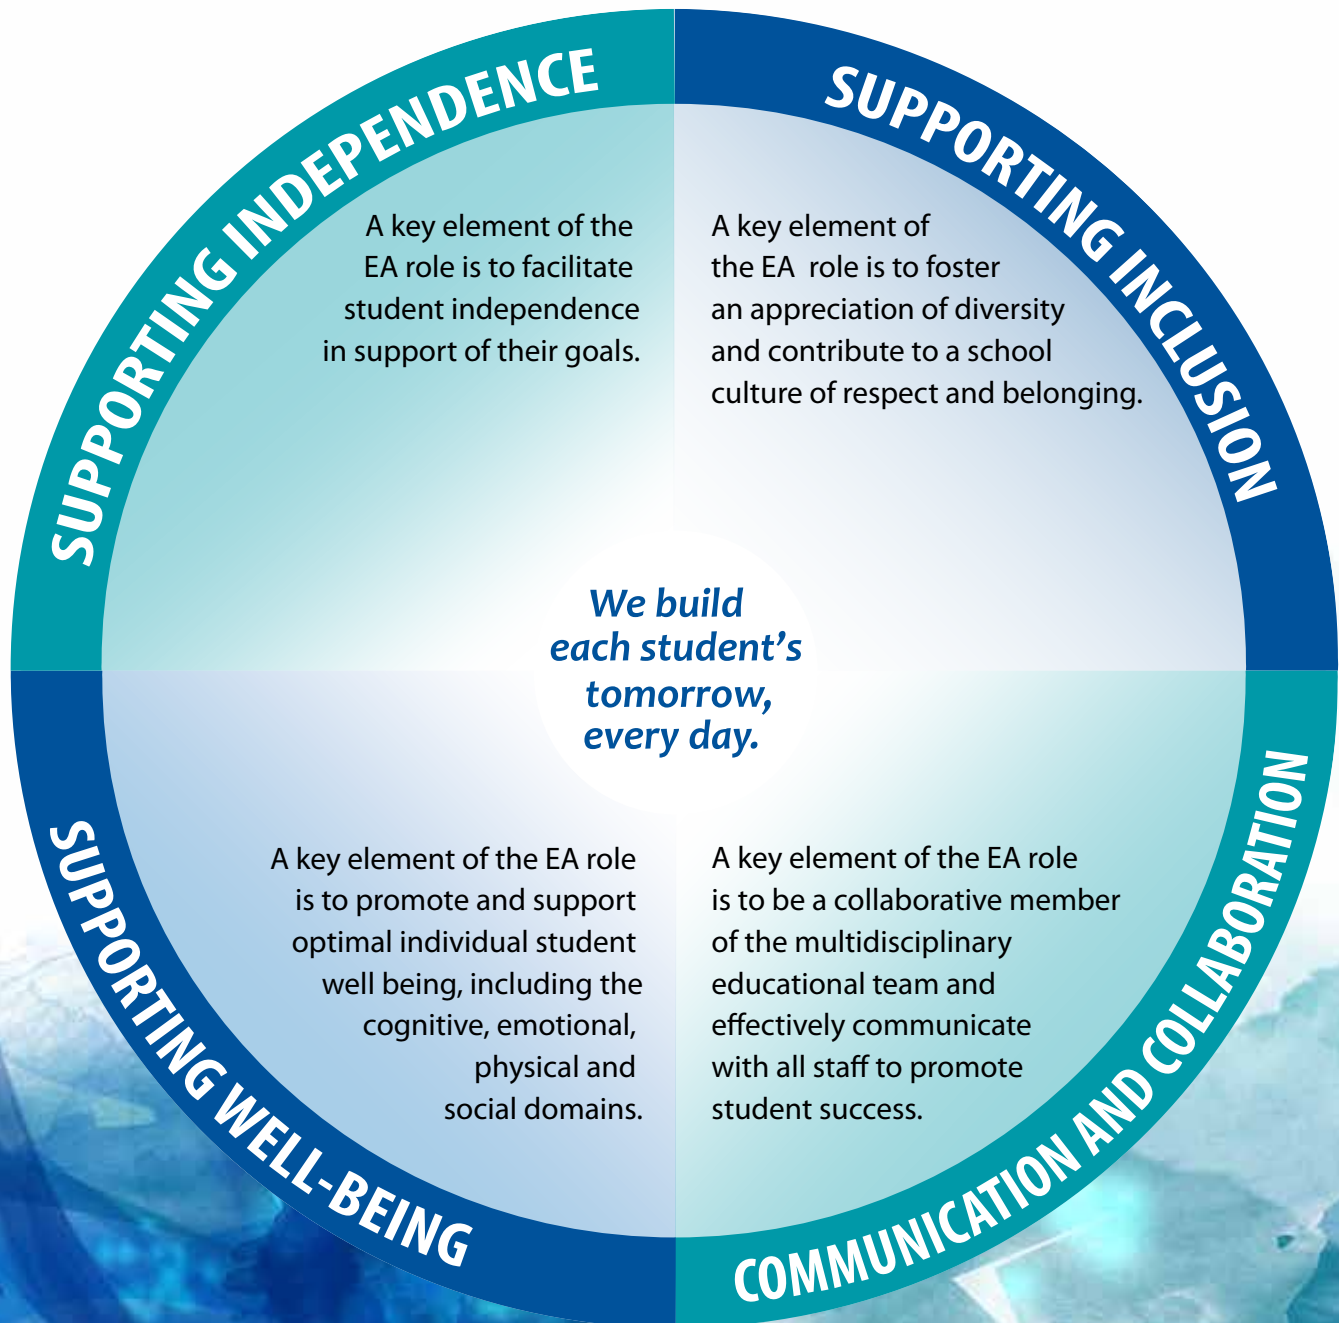 SUPPORTING INDEPENDENCE
A key element of the
EA role is to facilitate
student independence
in support of their goals.
SUPPORTING INCLUSION
A key element of
the EA  role is to foster
an appreciation of diversity
and contribute to a school
culture of respect and belonging.
We build
each student’s
tomorrow,
every day.
SUPPORTING WELL-BEING
A key element of the EA role
is to promote and support
optimal individual student
well being, including the
cognitive, emotional,
physical and
social domains.
COMMUNICATION AND COLLABORATION
A key element of the EA role
is to be a collaborative member
of the multidisciplinary
educational team and
effectively communicate
with all staff to promote
student success.